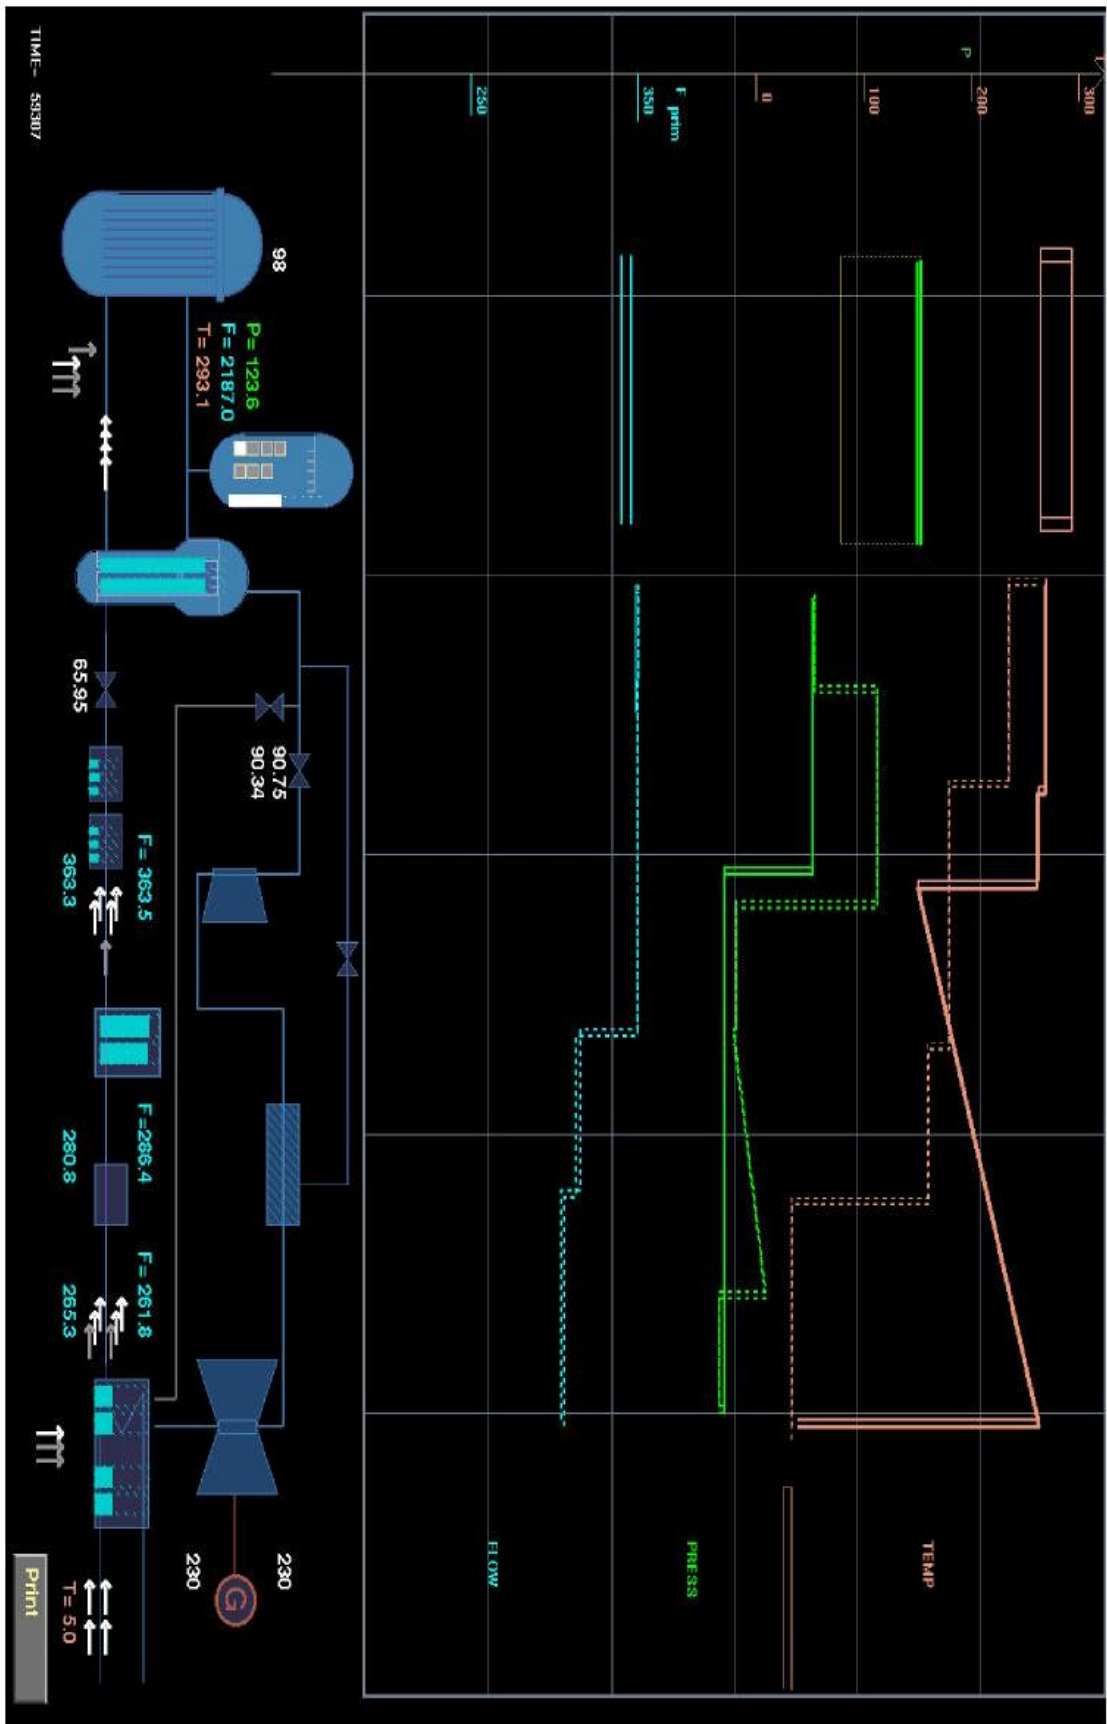 300
200
P
100
0
F prim
350
250
TEMP
PRESS
FLOW
98
P= 123.6
F= 2187.0
T= 293.1
90.75
90.34
65.95
F= 363.5
363.3
F=286.4
280.8
F= 261.8
265.3
230
G
230
T= 5.0
TIME- 59307
Print